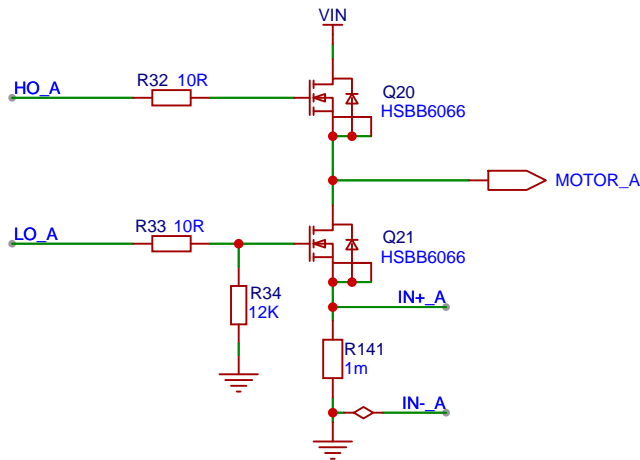 VIN
HO_A
R32 10R
Q20
HSBB6066
MOTOR_A
LO_A
R33 10R
Q21
HSBB6066
R34
12K
IN+_A
R141
1m
IN-_A